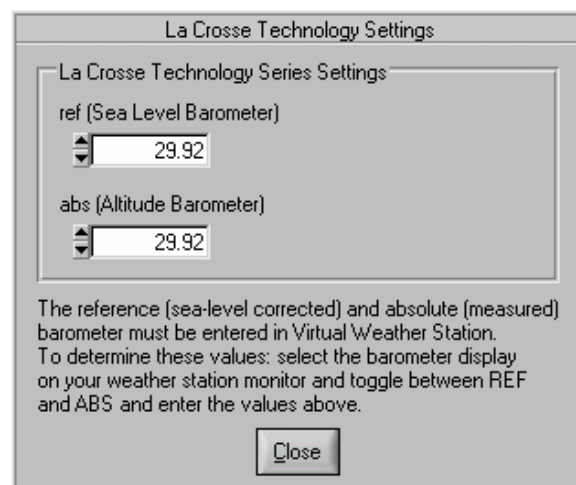 La Crosse Technology Settings
La Crosse Technology Series Settings
ref (Sea Level Barometer)
29.92
abs (Altitude Barometer)
29.92
The reference (sea-level corrected) and absolute (measured)
barometer must be entered in Virtual Weather Station.
To determine these values: select the barometer display
on your weather station monitor and toggle between REF
and ABS and enter the values above.
Close